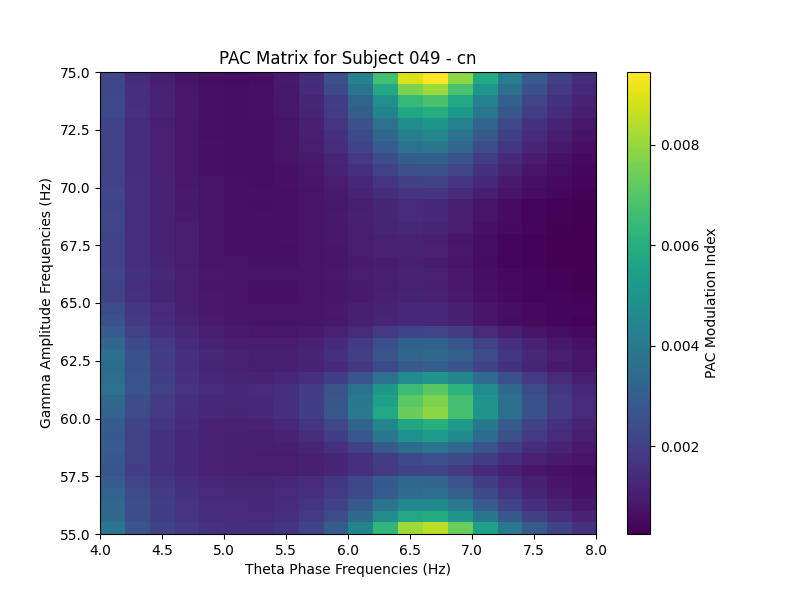 PAC Matrix for Subject 049 - cn
75.0
72.5
70.0
67.5
65.0
62.5
60.0
57.5
55.0
Gamma Amplitude Frequencies (Hz)
4.0 4.5 5.0 5.5 6.0 6.5 7.0 7.5 8.0
Theta Phase Frequencies (Hz)
0.008
0.006
0.004
0.002
PAC Modulation Index